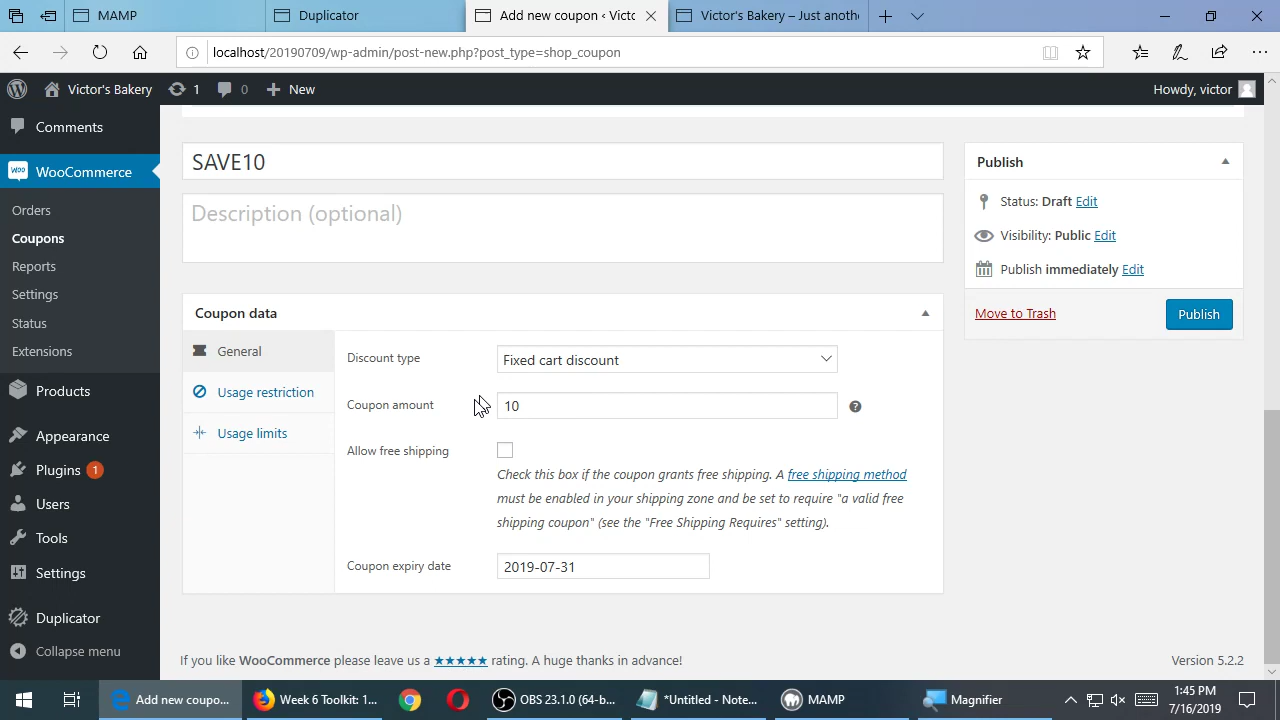 MAMP
Duplicator
Add new coupon ‹ Victo
Victor's Bakery – Just anoth
localhost/20190709/wp-admin/post-new.php?post_type=shop_coupon
Victor's Bakery
1
0
New
Howdy, victor
Comments
WooCommerce
Orders
Coupons
Reports
Settings
Status
Extensions
Products
Appearance
Plugins 1
Users
Tools
Settings
Duplicator
Collapse menu
SAVE10
Description (optional)
Coupon data
General
Usage restriction
Usage limits
Discount type
Fixed cart discount
Coupon amount
10
Allow free shipping
Check this box if the coupon grants free shipping. A free shipping method
must be enabled in your shipping zone and be set to require "a valid free
shipping coupon" (see the "Free Shipping Requires" setting).
Coupon expiry date
2019-07-31
Publish
Status: Draft Edit
Visibility: Public Edit
Publish immediately Edit
Move to Trash
Publish
If you like WooCommerce please leave us a ★★★★★ rating. A huge thanks in advance!
Version 5.2.2
Add new coupo...
Week 6 Toolkit: 1...
OBS 23.1.0 (64-b...
*Untitled - Note...
MAMP
Magnifier
1:45 PM
7/16/2019